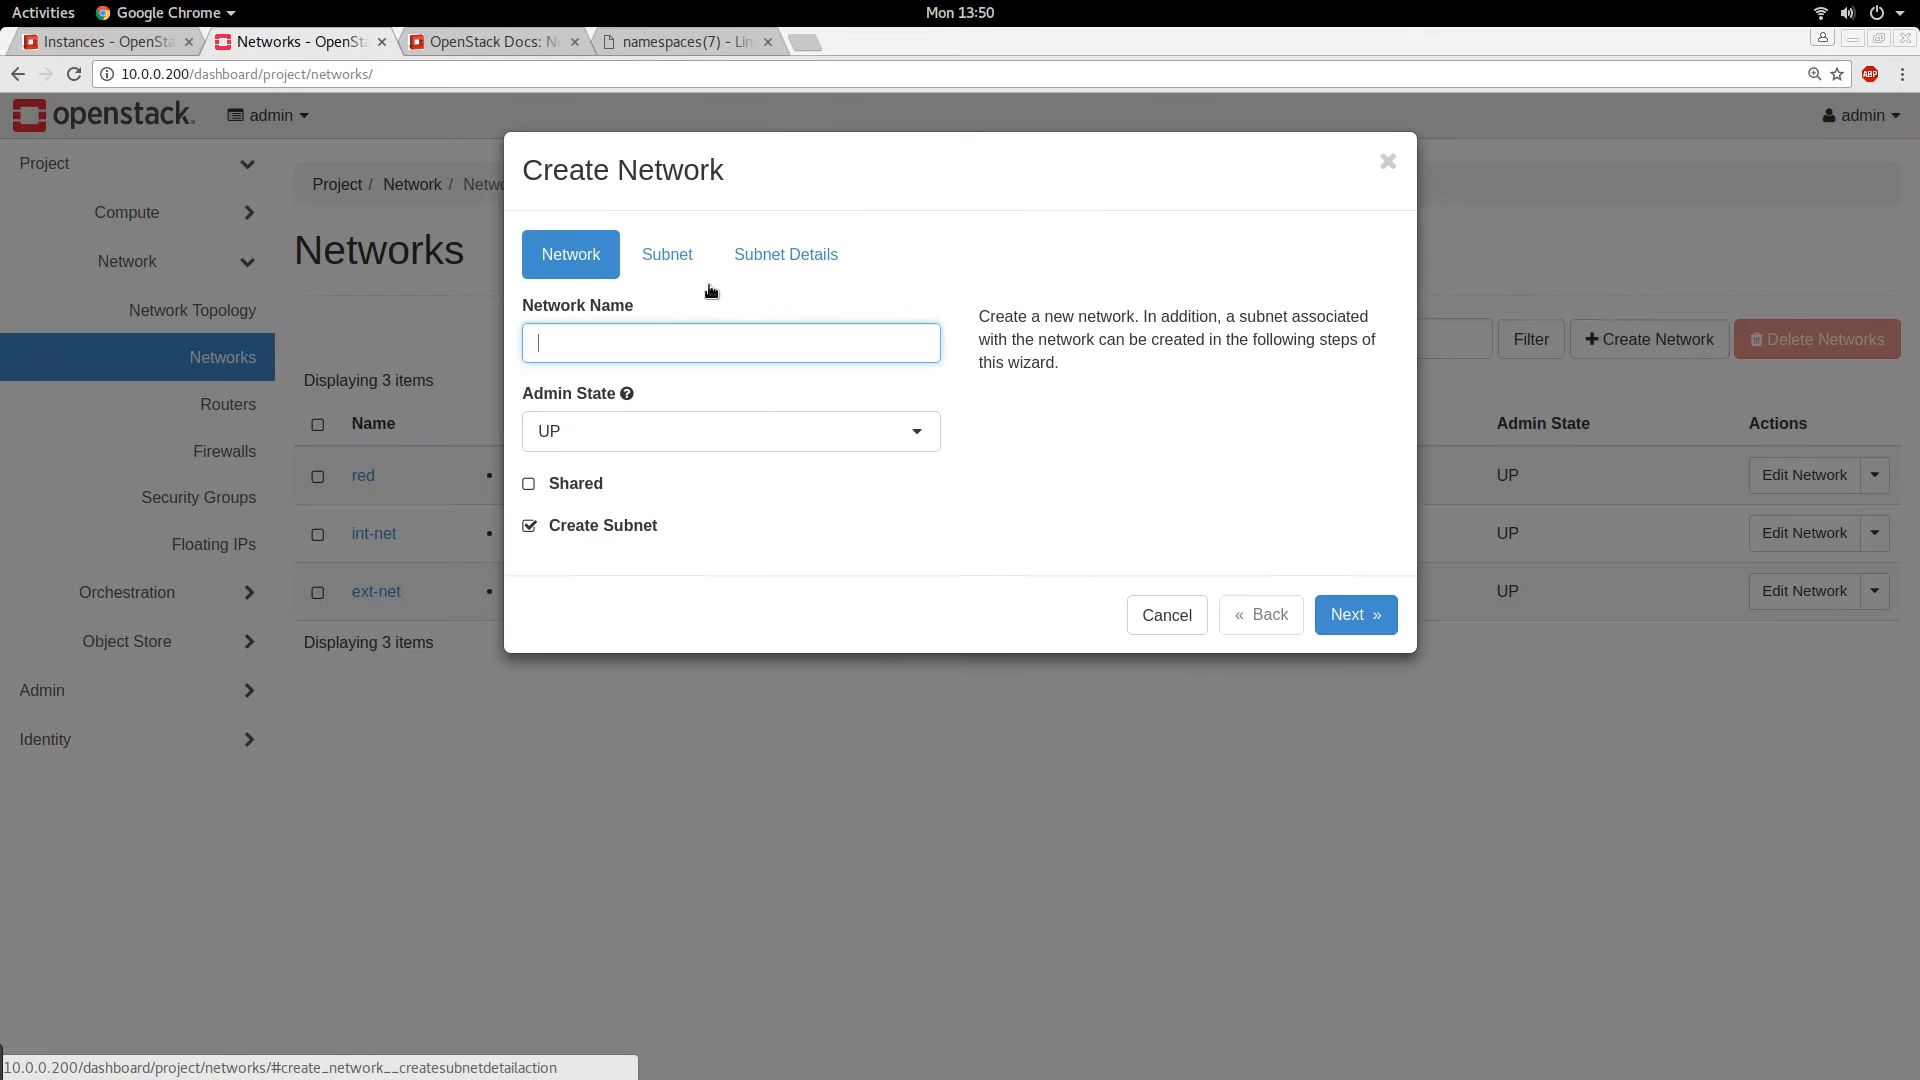 Activities
Google Chrome
Mon 13:50
Instances - OpenSta
Networks - OpenSta
OpenStack Docs: N
namespaces(7) - Lin
10.0.0.200/dashboard/project/networks/
ABP
openstack.
admin
admin
Project
Compute
Network
Network Topology
Networks
Routers
Firewalls
Security Groups
Floating IPs
Orchestration
Object Store
Admin
Identity
Project / Network / Netwo
Networks
Filter
Create Network
Delete Networks
Displaying 3 items
Name
Admin State
Actions
red
UP
Edit Network
int-net
UP
Edit Network
ext-net
UP
Edit Network
Displaying 3 items
Create Network
Network
Subnet
Subnet Details
Network Name
Create a new network. In addition, a subnet associated
with the network can be created in the following steps of
this wizard.
Admin State
UP
Shared
Create Subnet
Cancel
« Back
Next »
10.0.0.200/dashboard/project/networks/#create_network__createsubnetdetailaction